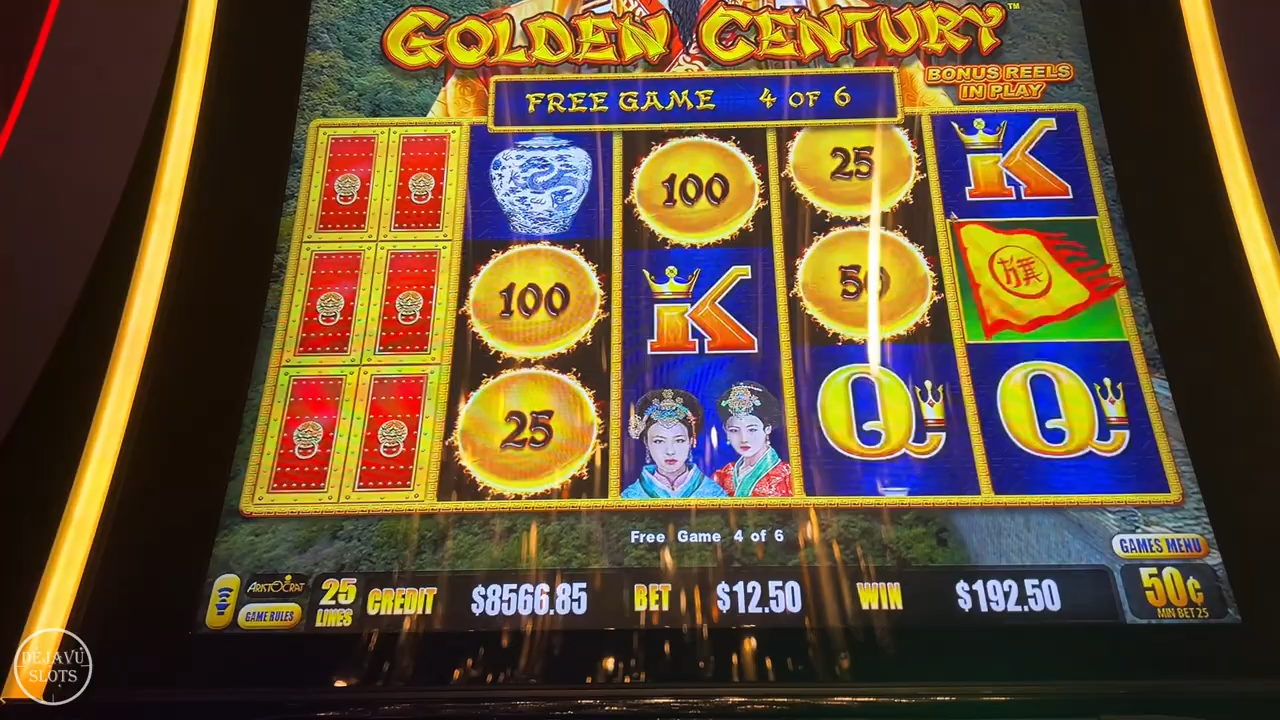 GOLDEN CENTURY™
BONUS REELS
IN PLAY
FREE GAME 4 OF 6
100
25
K
100
50
K
旗
25
Q
Q
Free Game 4 of 6
GAMES MENU
ARISTOCRAT
GAME RULES
25
LINES
CREDIT $8566.85 BET $12.50 WIN $192.50
50¢
MIN BET 25
DÉJÀVÙ
SLOTS